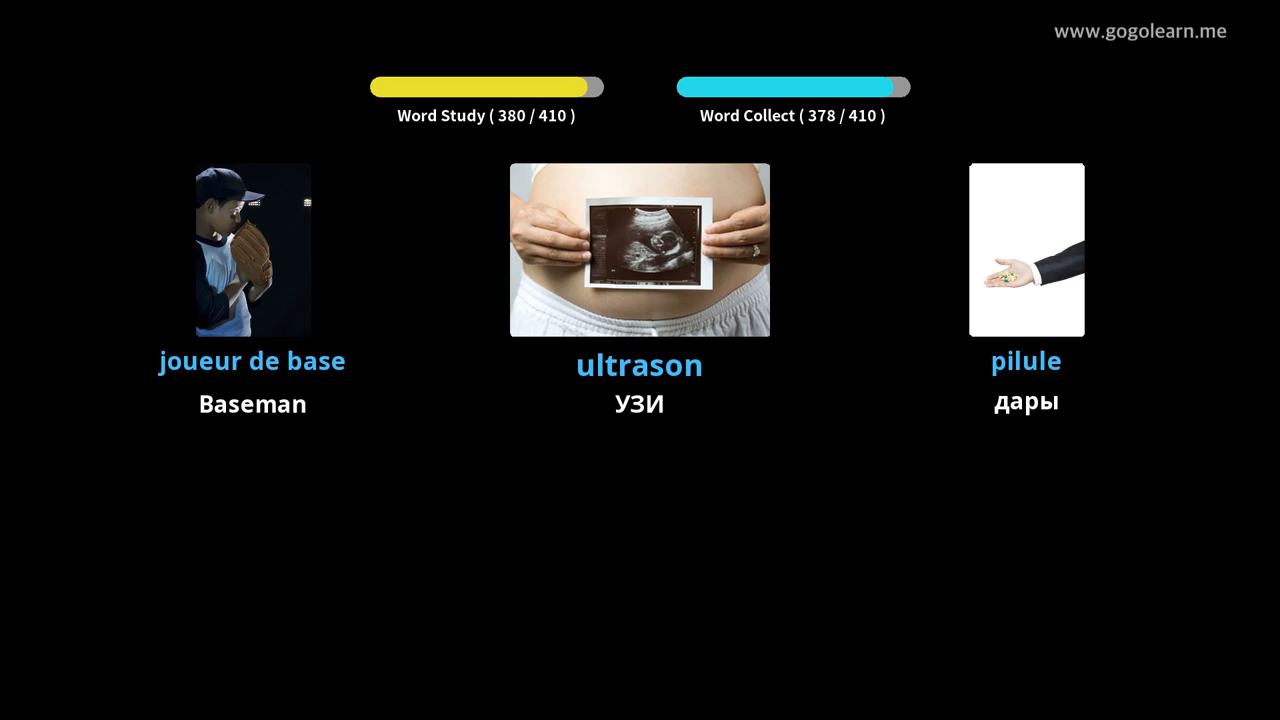 www.gogolearn.me
Word Study ( 380 / 410 )
Word Collect ( 378 / 410 )
joueur de base
ultrason
pilule
Baseman
УЗИ
дары